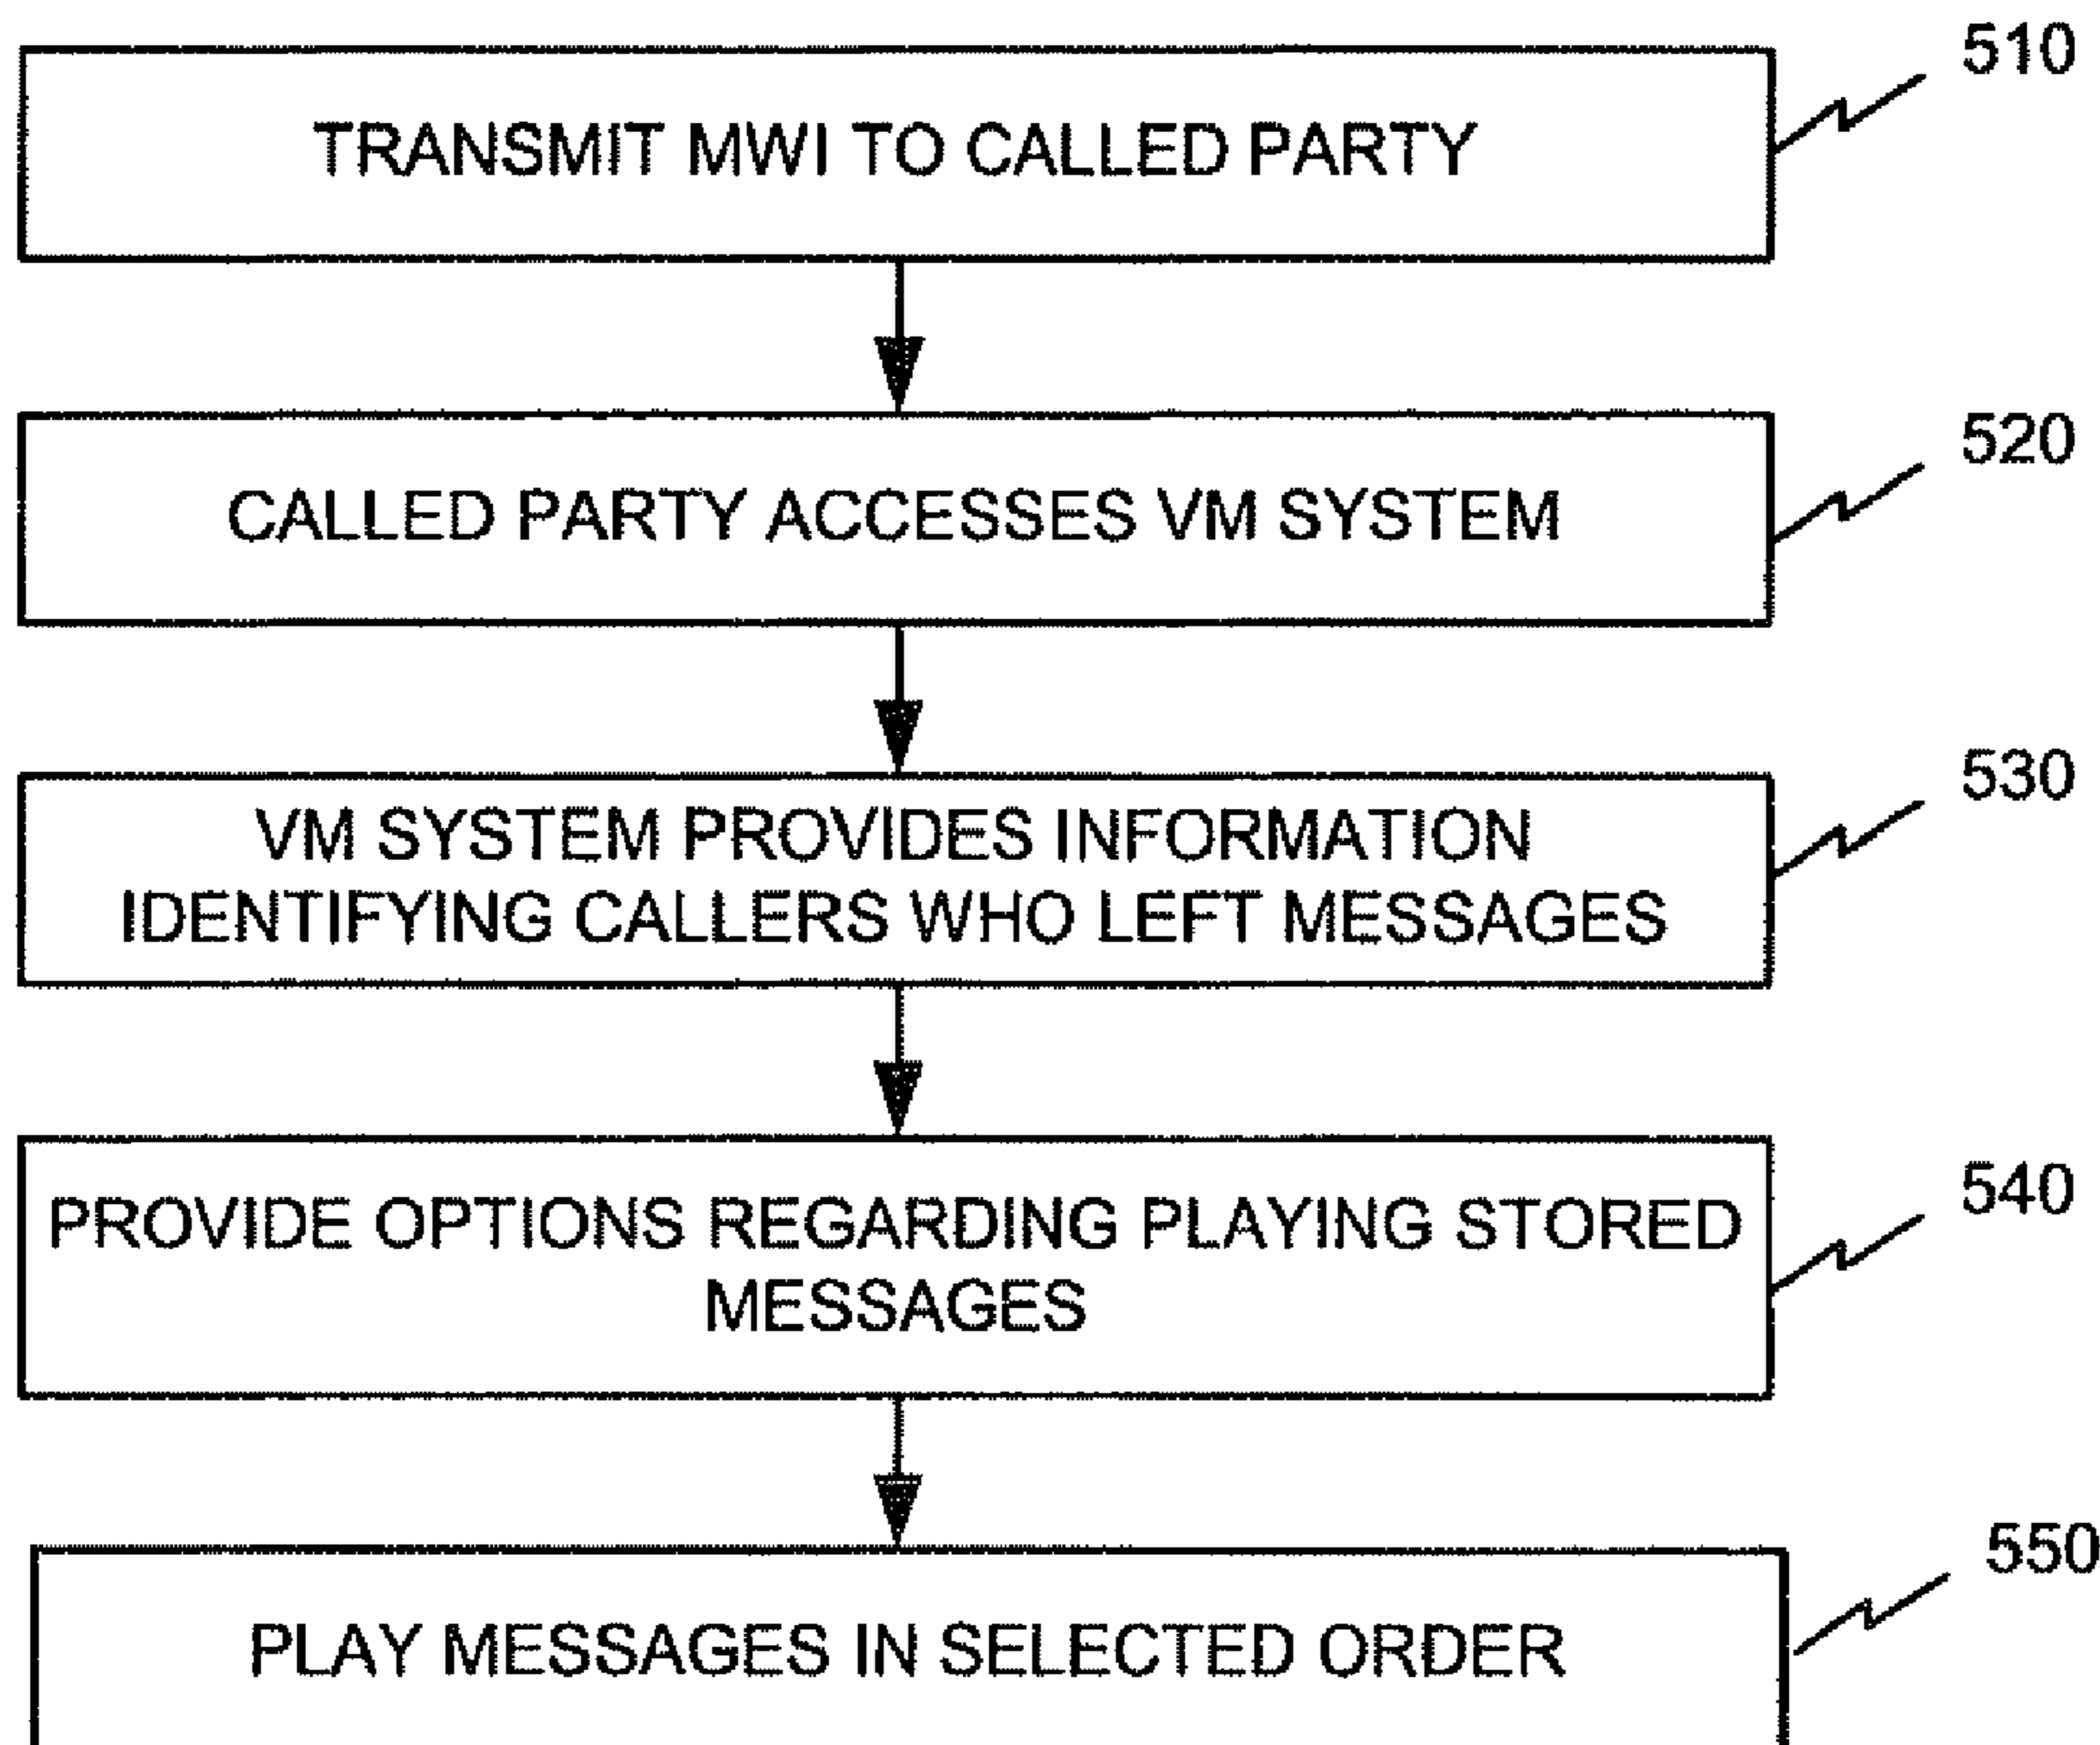 510
TRANSMIT MWI TO CALLED PARTY
520
CALLED PARTY ACCESSES VM SYSTEM
530
VM SYSTEM PROVIDES INFORMATION
IDENTIFYING CALLERS WHO LEFT MESSAGES
540
PROVIDE OPTIONS REGARDING PLAYING STORED
MESSAGES
550
PLAY MESSAGES IN SELECTED ORDER